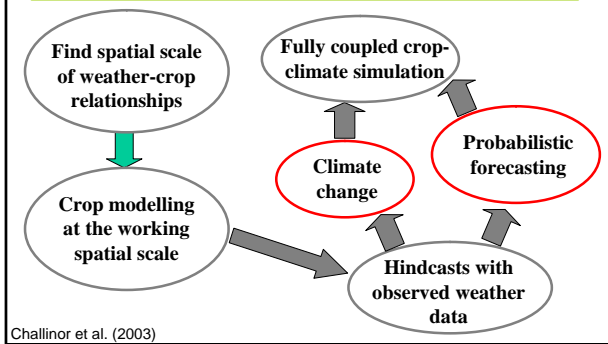 Find spatial scale
of weather-crop
relationships
Fully coupled crop-
climate simulation
Probabilistic
forecasting
Climate
change
Crop modelling
at the working
spatial scale
Hindcasts with
observed weather
data
Challinor et al. (2003)